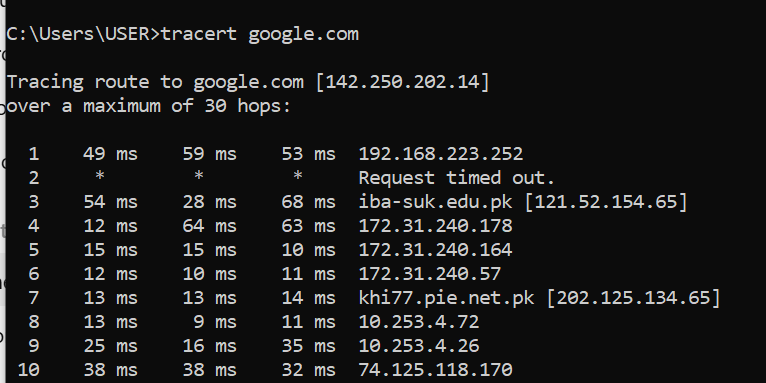 C:\Users\USER>tracert google.com
Tracing route to google.com [142.250.202.14]
over a maximum of 30 hops:
1 49 ms 59 ms 53 ms 192.168.223.252
2 * * * Request timed out.
3 54 ms 28 ms 68 ms iba-suk.edu.pk [121.52.154.65]
4 12 ms 64 ms 63 ms 172.31.240.178
5 15 ms 15 ms 10 ms 172.31.240.164
6 12 ms 10 ms 11 ms 172.31.240.57
7 13 ms 13 ms 14 ms khi77.pie.net.pk [202.125.134.65]
8 13 ms 9 ms 11 ms 10.253.4.72
9 25 ms 16 ms 35 ms 10.253.4.26
10 38 ms 38 ms 32 ms 74.125.118.170